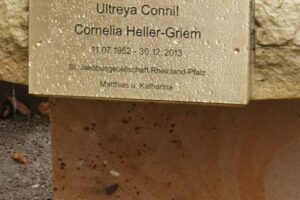 Ultreya Conni!
Cornelia Heller-Griem
11.07.1952 - 30.12.2013
St. Jakobusgesellschaft Rheinland-Pfalz
Matthias u. Katharina